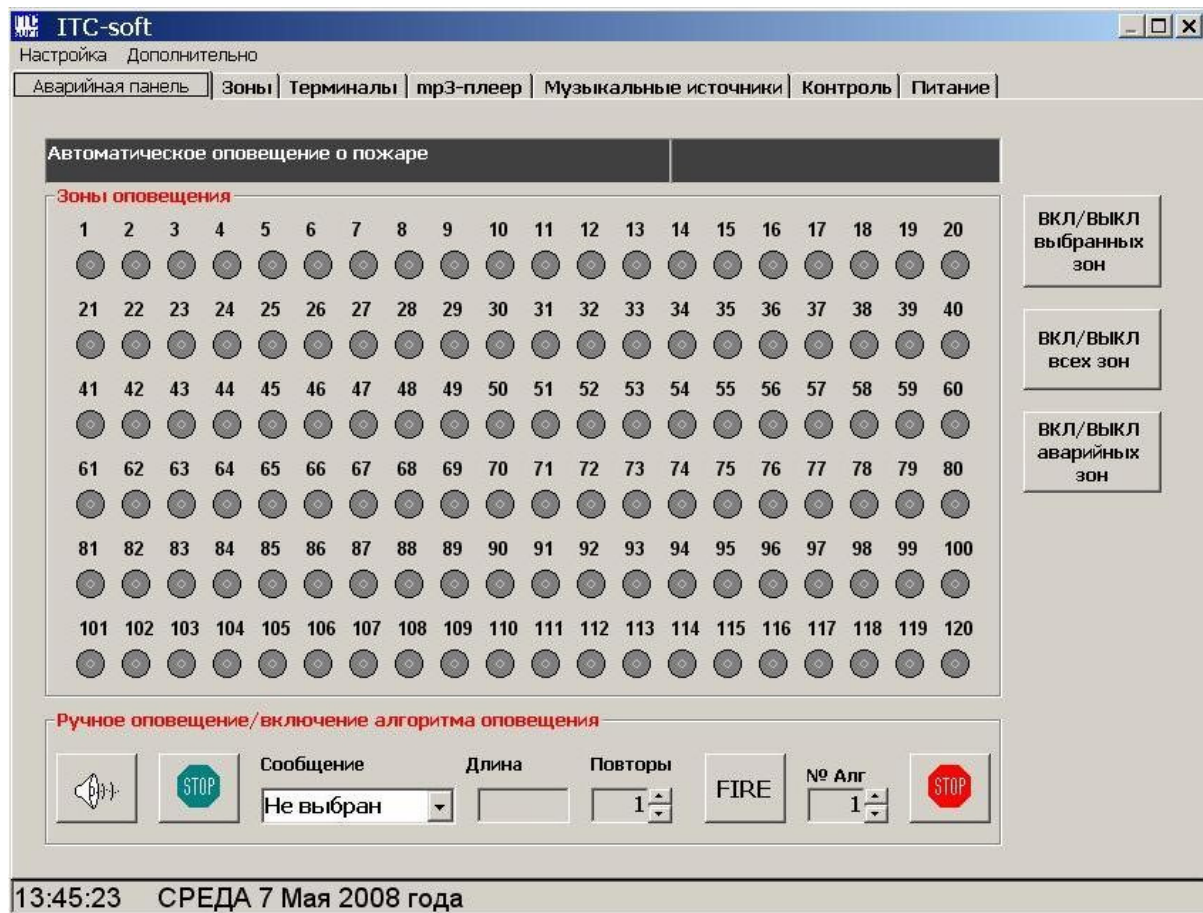 ITC-soft
Настройка Дополнительно
Аварийная панель Зоны Терминалы mp3-плеер Музыкальные источники Контроль Питание
Автоматическое оповещение о пожаре
Зоны оповещения
1 2 3 4 5 6 7 8 9 10 11 12 13 14 15 16 17 18 19 20
21 22 23 24 25 26 27 28 29 30 31 32 33 34 35 36 37 38 39 40
41 42 43 44 45 46 47 48 49 50 51 52 53 54 55 56 57 58 59 60
61 62 63 64 65 66 67 68 69 70 71 72 73 74 75 76 77 78 79 80
81 82 83 84 85 86 87 88 89 90 91 92 93 94 95 96 97 98 99 100
101 102 103 104 105 106 107 108 109 110 111 112 113 114 115 116 117 118 119 120
ВКЛ/ВЫКЛ
выбранных
зон
ВКЛ/ВЫКЛ
всех зон
ВКЛ/ВЫКЛ
аварийных
зон
Ручное оповещение/включение алгоритма оповещения
Сообщение Длина Повторы № Алг
STOP Не выбран 1 FIRE 1 STOP
13:45:23 СРЕДА 7 Мая 2008 года